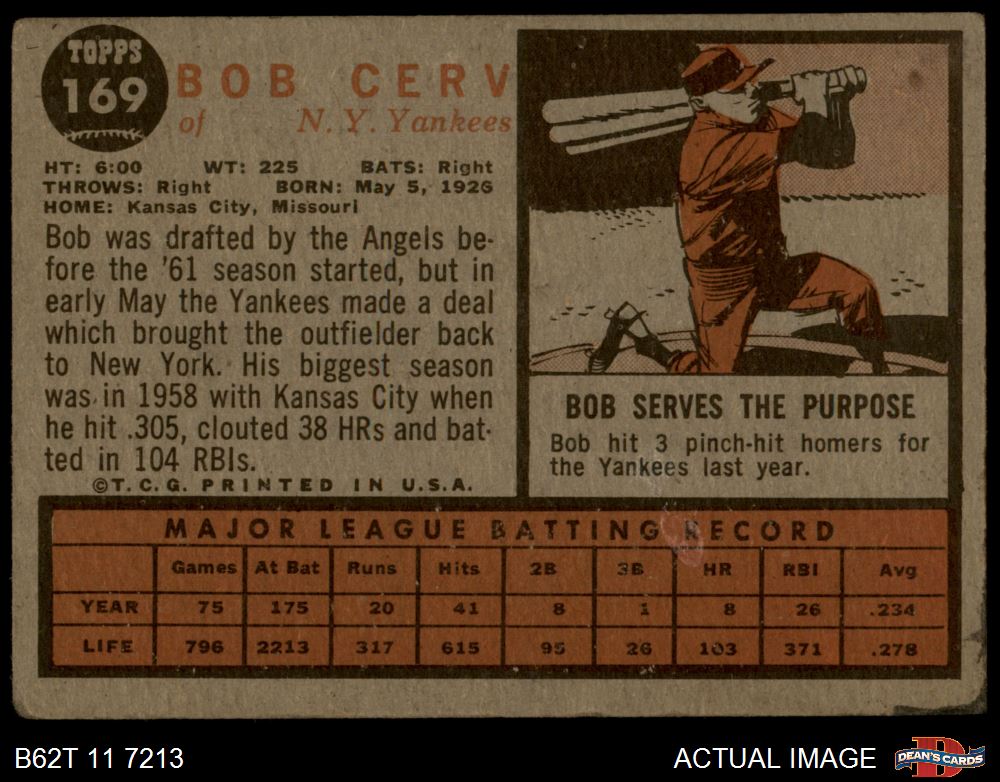 TOPPS
169
BOB CERV
of N. Y. Yankees
HT: 6:00 WT: 225 BATS: Right
THROWS: Right BORN: May 5, 1926
HOME: Kansas City, Missouri
Bob was drafted by the Angels be-
fore the '61 season started, but in
early May the Yankees made a deal
which brought the outfielder back
to New York. His biggest season
was in 1958 with Kansas City when
he hit .305, clouted 38 HRs and bat-
ted in 104 RBIs.
©T. C. G. PRINTED IN U.S.A.
BOB SERVES THE PURPOSE
Bob hit 3 pinch-hit homers for
the Yankees last year.
MAJOR LEAGUE BATTING RECORD
Games At Bat Runs Hits 2B 3B HR RBI Avg
YEAR 75 175 20 41 8 1 8 26 .234
LIFE 796 2213 317 615 95 26 103 371 .278
B62T 11 7213 ACTUAL IMAGE
D
DEAN'S CARDS